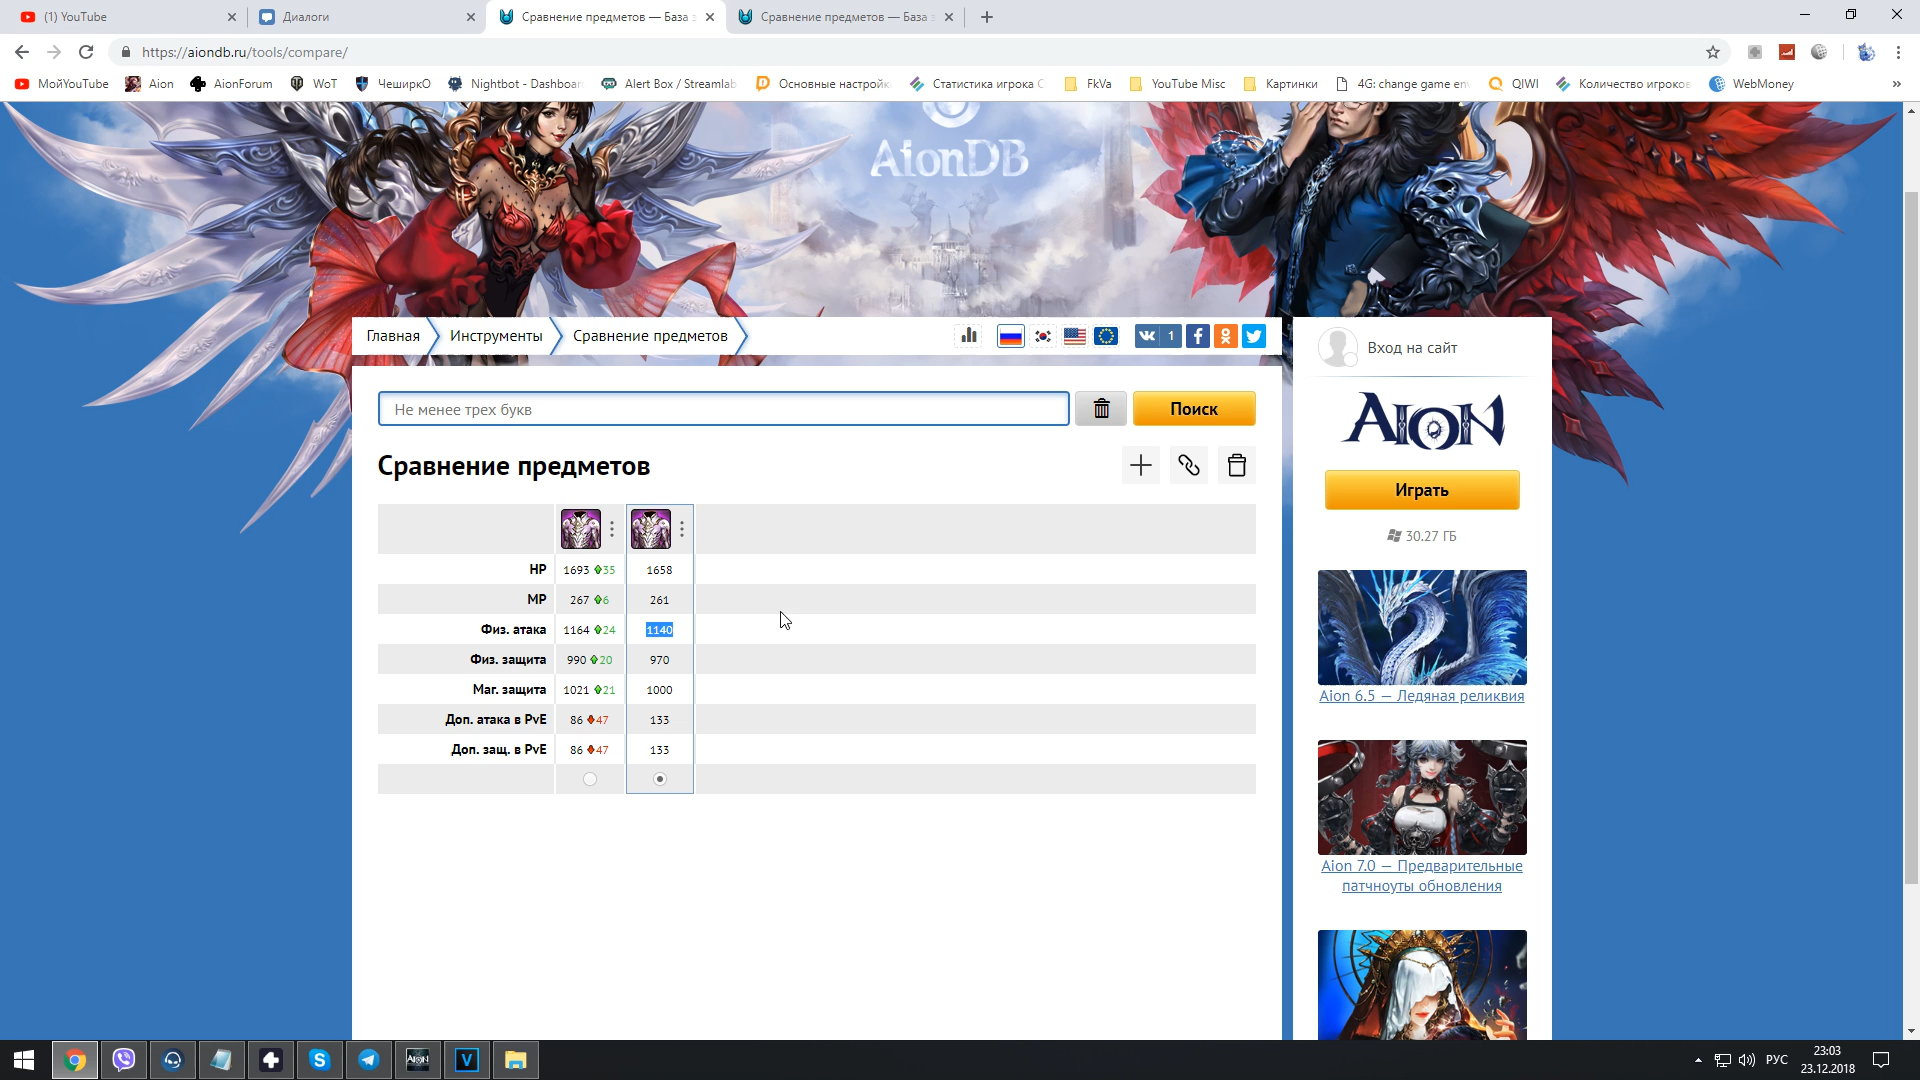 (1) YouTube
Диалоги
Сравнение предметов — База з
Сравнение предметов — База з
https://aiondb.ru/tools/compare/
МойYouTube
Aion
AionForum
WoT
ЧеширкО
Nightbot - Dashboar
Alert Box / Streamlab
Основные настройк
Статистика игрока С
FkVa
YouTube Misc
Картинки
4G: change game en
QIWI
Количество игроков
WebMoney
AionDB
Главная
Инструменты
Сравнение предметов
1
Вход на сайт
Не менее трех букв
Поиск
AION
Сравнение предметов
Играть
30.27 ГБ
HP 1693 35 1658
MP 267 6 261
Физ. атака 1164 24 1140
Физ. защита 990 20 970
Маг. защита 1021 21 1000
Доп. атака в PvE 86 47 133
Доп. защ. в PvE 86 47 133
Aion 6.5 — Ледяная реликвия
Aion 7.0 — Предварительные
патчноуты обновления
AION
РУС
23:03
23.12.2018